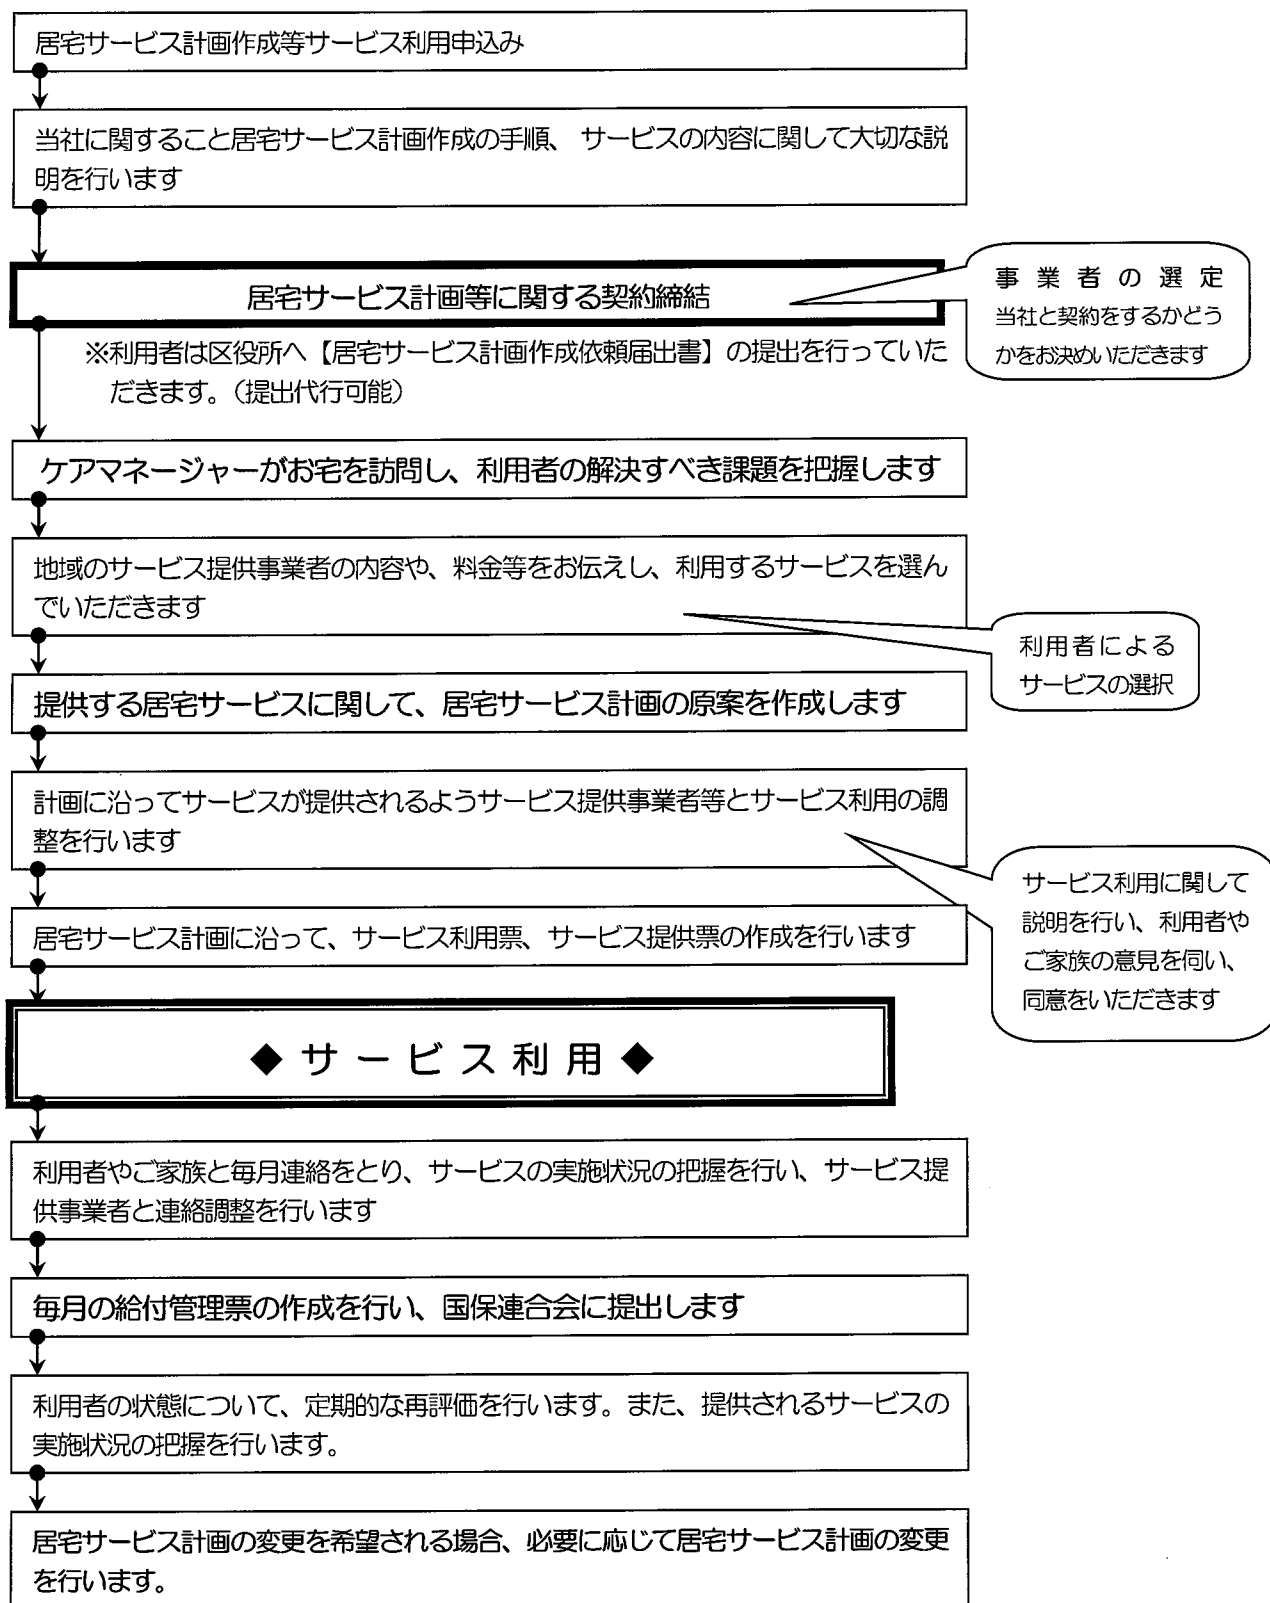 居宅サービス計画作成等サービス利用申込み
当社に関すること居宅サービス計画作成の手順、 サービスの内容に関して大切な説
明を行います
居宅サービス計画等に関する契約締結
事業者の選定
当社と契約をするかどう
かをお決めいただきます
※利用者は区役所へ【居宅サービス計画作成依頼届出書】の提出を行っていた
だきます。（提出代行可能）
ケアマネージャーがお宅を訪問し、利用者の解決すべき課題を把握します
地域のサービス提供事業者の内容や、料金等をお伝えし、利用するサービスを選ん
でいただきます
利用者による
サービスの選択
提供する居宅サービスに関して、居宅サービス計画の原案を作成します
計画に沿ってサービスが提供されるようサービス提供事業者等とサービス利用の調
整を行います
サービス利用に関して
説明を行い、利用者や
ご家族の意見を伺い、
同意をいただきます
居宅サービス計画に沿って、サービス利用票、サービス提供票の作成を行います
◆サービス利用◆
利用者やご家族と毎月連絡をとり、サービスの実施状況の把握を行い、サービス提
供事業者と連絡調整を行います
毎月の給付管理票の作成を行い、国保連合会に提出します
利用者の状態について、定期的な再評価を行います。また、提供されるサービスの
実施状況の把握を行います。
居宅サービス計画の変更を希望される場合、必要に応じて居宅サービス計画の変更
を行います。